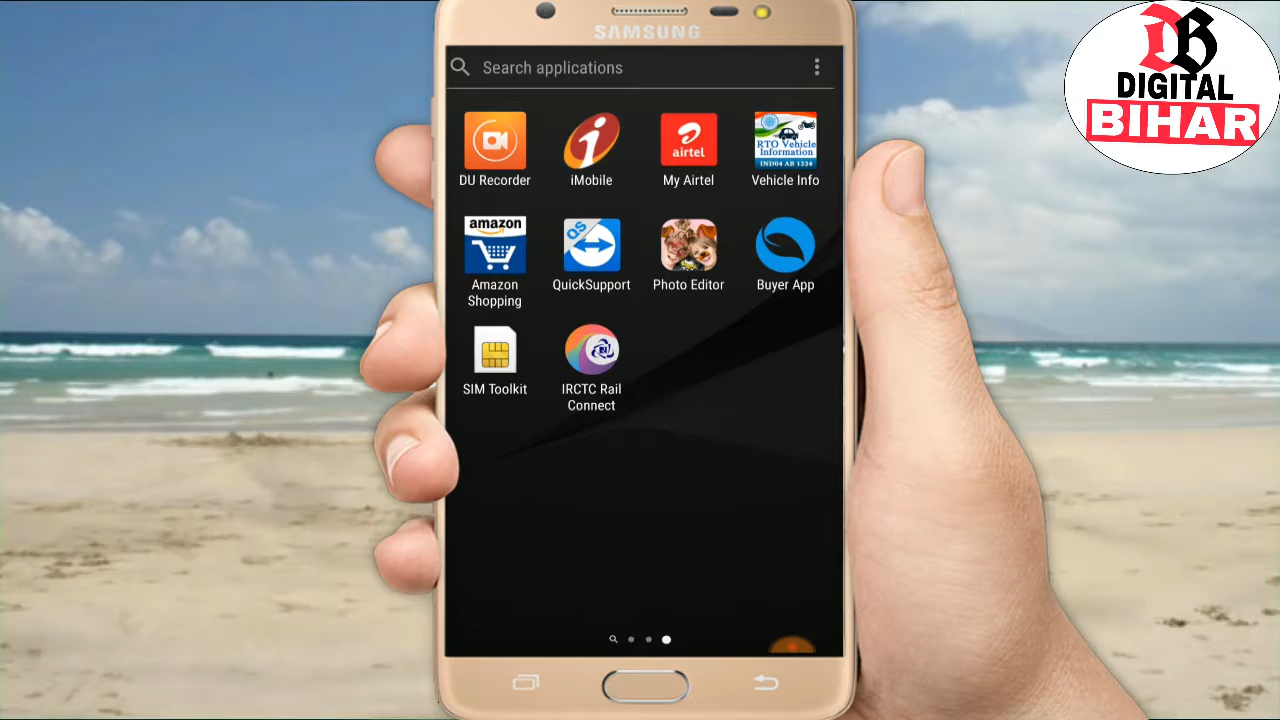 SAMSUNG
Search applications
DB
DIGITAL
BIHAR
DU Recorder
iMobile
airtel
My Airtel
RTO Vehicle
Information
IND04 AB 1234
Vehicle Info
amazon
Amazon
Shopping
QS
QuickSupport
Photo Editor
Buyer App
SIM Toolkit
IRCTC Rail
Connect